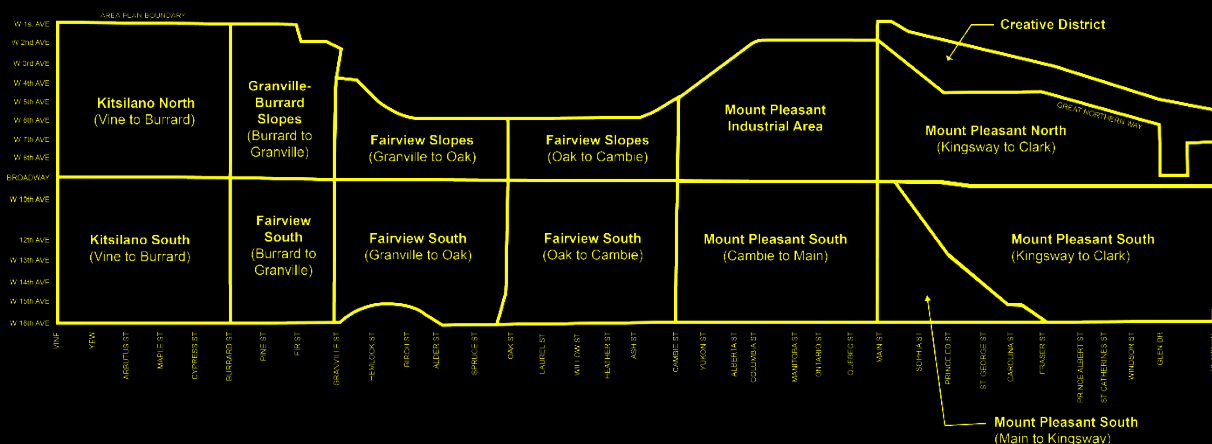 AREA PLAN BOUNDARY
W 1st AVE
W 2nd AVE
W 3rd AVE
W 4th AVE
W 5th AVE
W 6th AVE
W 7th AVE
W 8th AVE
BROADWAY
W 10th AVE
12th AVE
W 13th AVE
W 14th AVE
W 15th AVE
W 16th AVE
Creative District
Kitsilano North
(Vine to Burrard)
Granville-
Burrard
Slopes
(Burrard to
Granville)
Fairview Slopes
(Granville to Oak)
Fairview Slopes
(Oak to Cambie)
Mount Pleasant
Industrial Area
GREAT NORTHERN WAY
Mount Pleasant North
(Kingsway to Clark)
Kitsilano South
(Vine to Burrard)
Fairview
South
(Burrard to
Granville)
Fairview South
(Granville to Oak)
Fairview South
(Oak to Cambie)
Mount Pleasant South
(Cambie to Main)
Mount Pleasant South
(Kingsway to Clark)
VINE
YEW
ARBUTUS ST
MAPLE ST
CYPRESS ST
BURRARD ST
PINE ST
FIR ST
GRANVILLE ST
HEMLOCK ST
BIRCH ST
ALDER ST
SPRUCE ST
OAK ST
LAUREL ST
WILLOW ST
HEATHER ST
ASH ST
CAMBIE ST
YUKON ST
ALBERTA ST
COLUMBIA ST
MANITOBA ST
ONTARIO ST
QUEBEC ST
MAIN ST
SOPHIA ST
PRINCE ED ST
ST GEORGE ST
CAROLINA ST
FRASER ST
PRINCE ALBERT ST
ST CATHERINES ST
WINDSOR ST
GLEN DR
Mount Pleasant South
(Main to Kingsway)